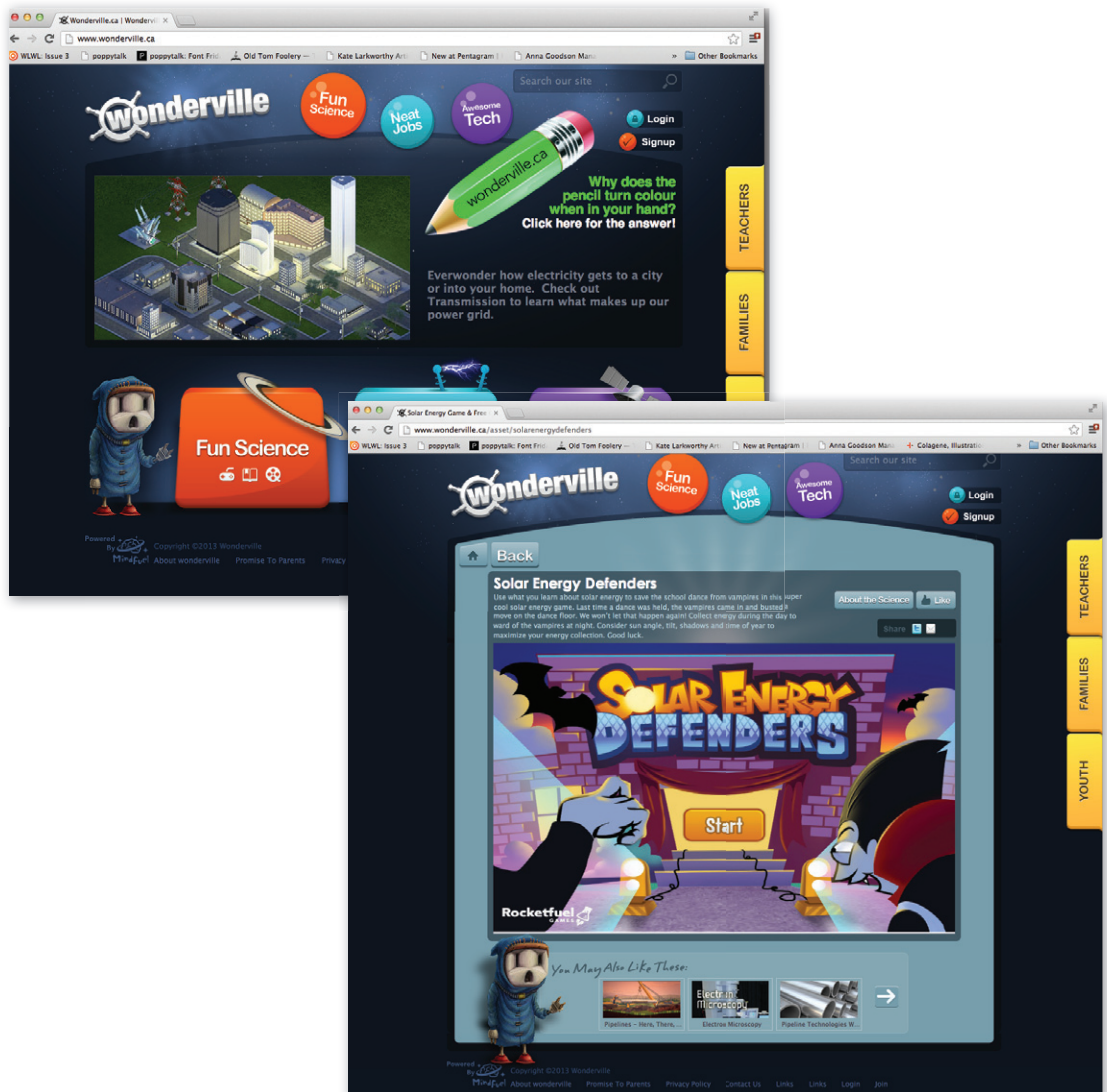 Wonderville.ca | Wondervil
www.wonderville.ca
WLWL: Issue 3 poppytalk poppytalk: Font Frid Old Tom Foolery — Kate Larkworthy Art New at Pentagram Anna Goodson Mana » Other Bookmarks
Search our site
wonderville
Fun
Science
Neat
Jobs
Awesome
Tech
Login
Signup
wonderville.ca
Why does the
pencil turn colour
when in your hand?
Click here for the answer!
Everwonder how electricity gets to a city
or into your home. Check out
Transmission to learn what makes up our
power grid.
TEACHERS
FAMILIES
Fun Science
Powered
By
MindFuel
Copyright ©2013 Wonderville
About wonderville Promise To Parents Privacy
Solar Energy Game & Free
www.wonderville.ca/asset/solarenergydefenders
WLWL: Issue 3 poppytalk poppytalk: Font Frid Old Tom Foolery — Kate Larkworthy Art New at Pentagram Anna Goodson Mana Colagene, Illustratio » Other Bookmarks
Search our site
wonderville
Fun
Science
Neat
Jobs
Awesome
Tech
Login
Signup
Back
Solar Energy Defenders
Use what you learn about solar energy to save the school dance from vampires in this super
cool solar energy game. Last time a dance was held, the vampires came in and busted a
move on the dance floor. We won't let that happen again! Collect energy during the day to
ward of the vampires at night. Consider sun angle, tilt, shadows and time of year to
maximize your energy collection. Good luck.
About the Science Like
Share
TEACHERS
FAMILIES
YOUTH
SOLAR ENERGY
DEFENDERS
Start
Rocketfuel
GAMES
You May Also Like These:
Electron
Microscopy
Pipelines – Here, There, ... Electron Microscopy Pipeline Technologies W...
Powered
By
MindFuel
Copyright ©2013 Wonderville
About wonderville Promise To Parents Privacy Policy Contact Us Links Links Login Join